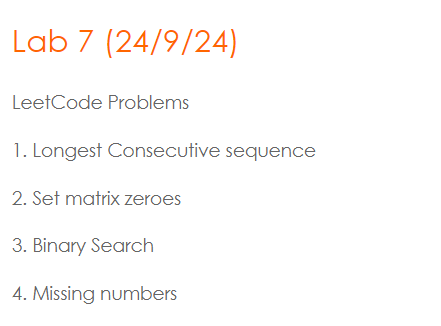 Lab 7 (24/9/24)
LeetCode Problems
1. Longest Consecutive sequence
2. Set matrix zeroes
3. Binary Search
4. Missing numbers